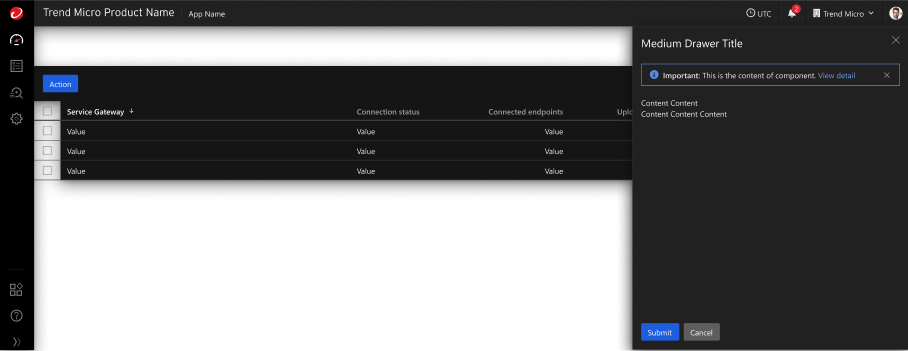 Trend Micro Product Name
App Name
UTC
2
Trend Micro
Action
Service Gateway Connection status Connected endpoints
Value Value Value
Value Value Value
Value Value Value
Medium Drawer Title
Important: This is the content of component. View detail
Content Content
Content Content Content
Submit Cancel